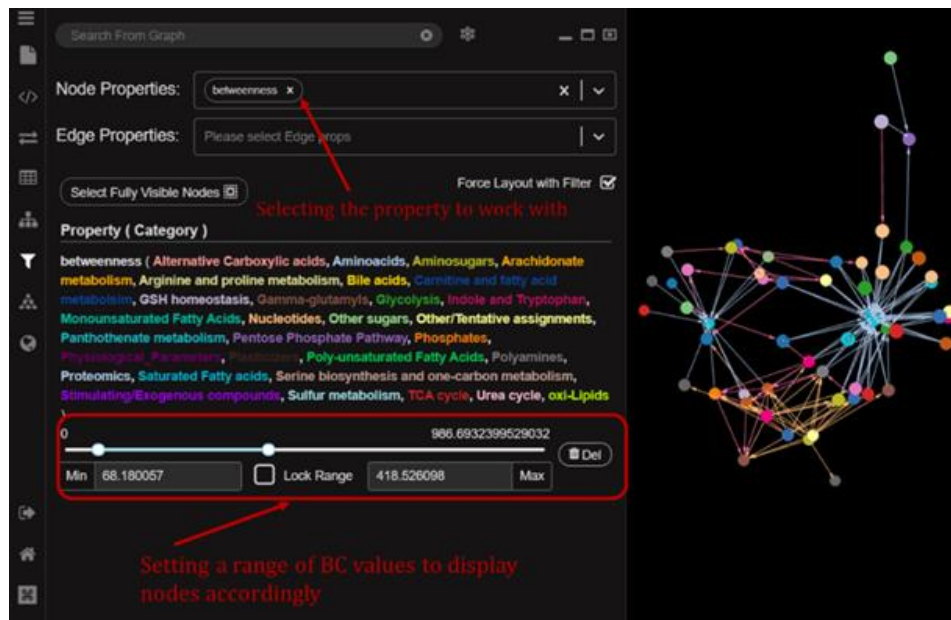 Search From Graph
Node Properties:
betweenness x
Edge Properties:
Please select Edge props
Select Fully Visible Nodes
Force Layout with Filter
Selecting the property to work with
Property ( Category )
betweenness ( Alternative Carboxylic acids, Aminoacids, Aminosugars, Arachidonate
metabolism, Arginine and proline metabolism, Bile acids, Carnitine and fatty acid
metabolsim, GSH homeostasis, Gamma-glutamyls, Glycolysis, Indole and Tryptophan,
Monounsaturated Fatty Acids, Nucleotides, Other sugars, Other/Tentative assignments,
Panthothenate metabolism, Pentose Phosphate Pathway, Phosphates,
Physiological_Parameters, Plasticizers, Poly-unsaturated Fatty Acids, Polyamines,
Proteomics, Saturated Fatty acids, Serine biosynthesis and one-carbon metabolism,
Stimulating/Exogenous compounds, Sulfur metabolism, TCA cycle, Urea cycle, oxi-Lipids
)
0 986.6932399529032
Del
Min 68.180057 Lock Range 418.526098 Max
Setting a range of BC values to display
nodes accordingly